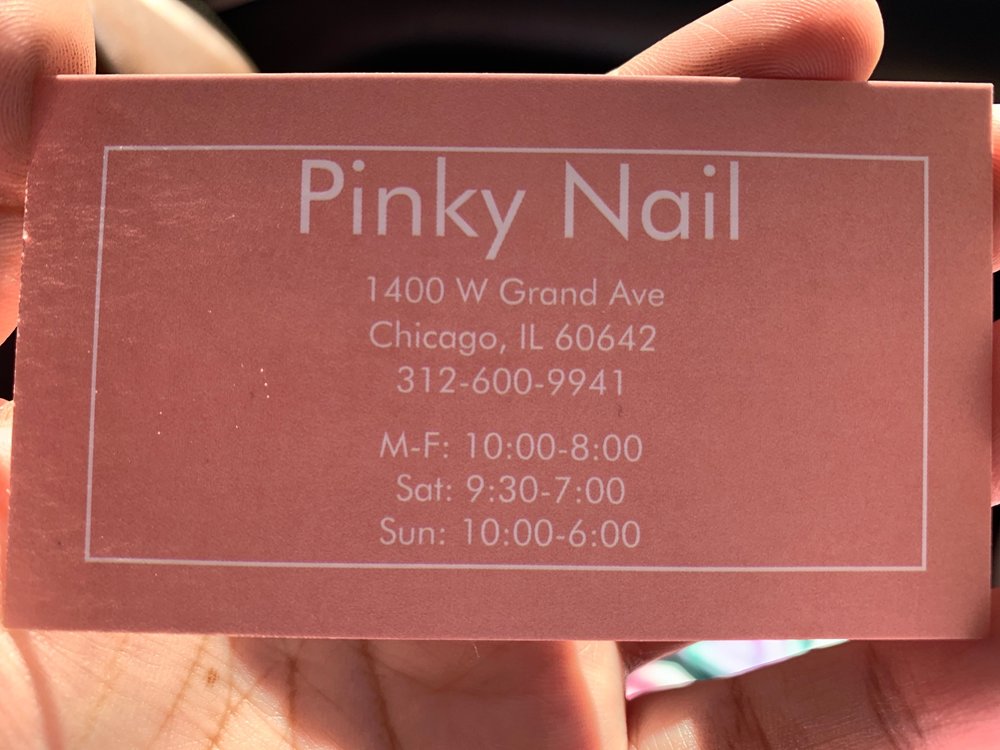 Pinky Nail
1400 W Grand Ave
Chicago, IL 60642
312-600-9941
M-F: 10:00-8:00
Sat: 9:30-7:00
Sun: 10:00-6:00